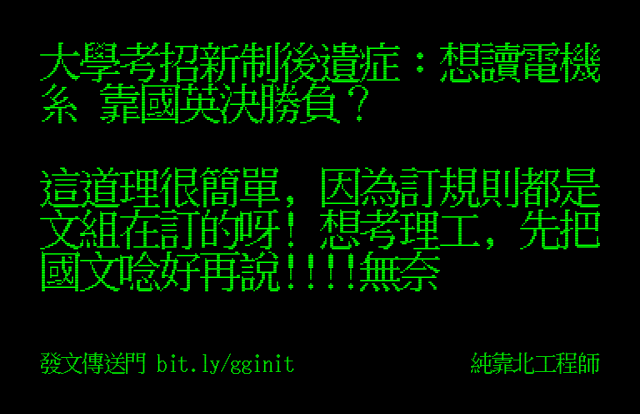 大學考招新制後遺症：想讀電機
系 靠國英決勝負？
這道理很簡單，因為訂規則都是
文組在訂的呀! 想考理工，先把
國文唸好再說!!!!無奈
發文傳送門 bit.ly/gginit
純靠北工程師